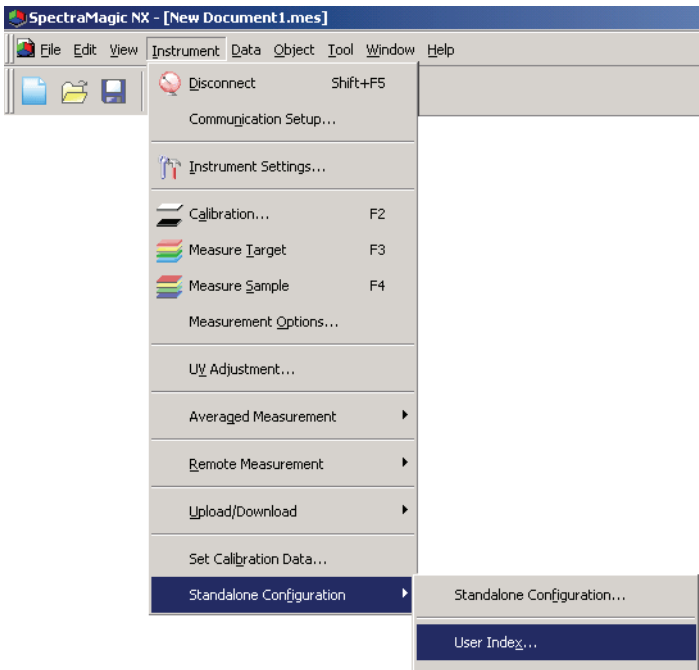 SpectraMagic NX - [New Document1.mes]
File Edit View Instrument Data Object Tool Window Help
Disconnect Shift+F5
Communication Setup...
Instrument Settings...
Calibration... F2
Measure Target F3
Measure Sample F4
Measurement Options...
UV Adjustment...
Averaged Measurement
Remote Measurement
Upload/Download
Set Calibration Data...
Standalone Configuration
Standalone Configuration...
User Index...